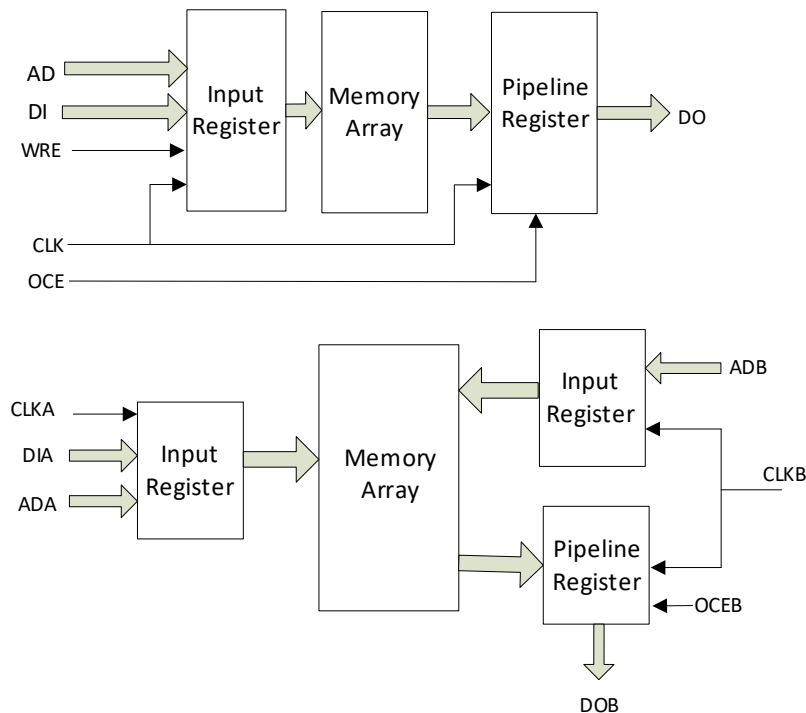 AD
DI
WRE
CLK
OCE
Input
Register
Memory
Array
Pipeline
Register
DO
CLKA
DIA
ADA
Input
Register
Memory
Array
Input
Register
ADB
CLKB
Pipeline
Register
OCEB
DOB